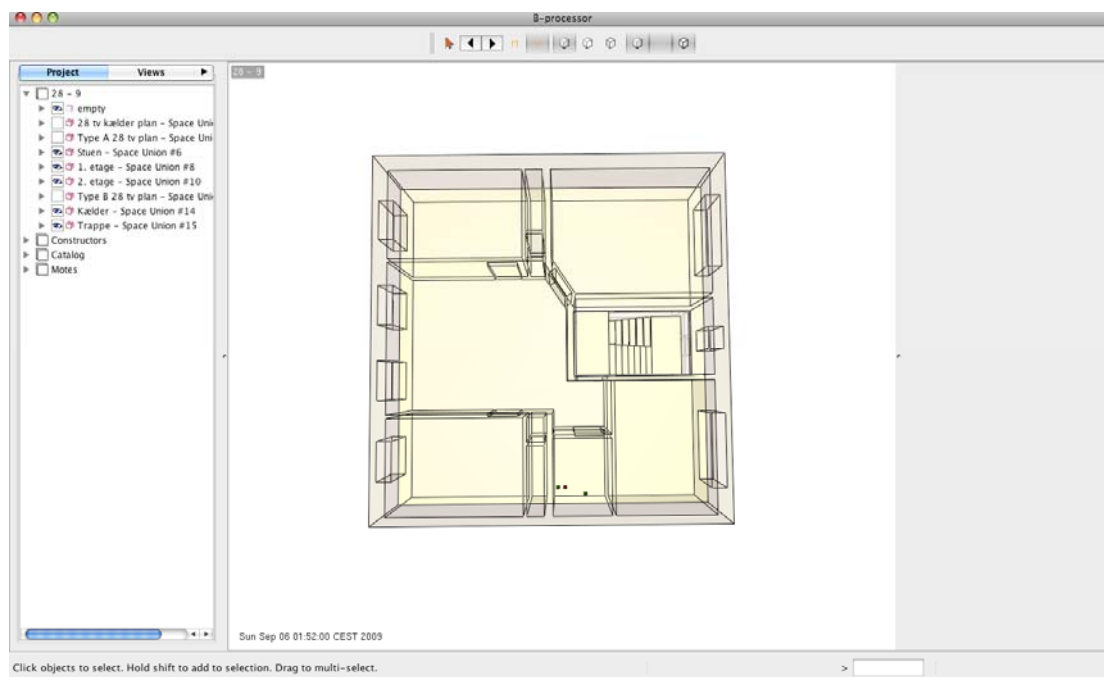 B-processor
Project Views
28 - 9
28 - 9
empty
28 tv kælder plan - Space Uni
Type A 28 tv plan - Space Uni
Stuen - Space Union #6
1. etage - Space Union #8
2. etage - Space Union #10
Type B 28 tv plan - Space Uni
Kælder - Space Union #14
Trappe - Space Union #15
Constructors
Catalog
Motes
Sun Sep 06 01:52:00 CEST 2009
Click objects to select. Hold shift to add to selection. Drag to multi-select.
>